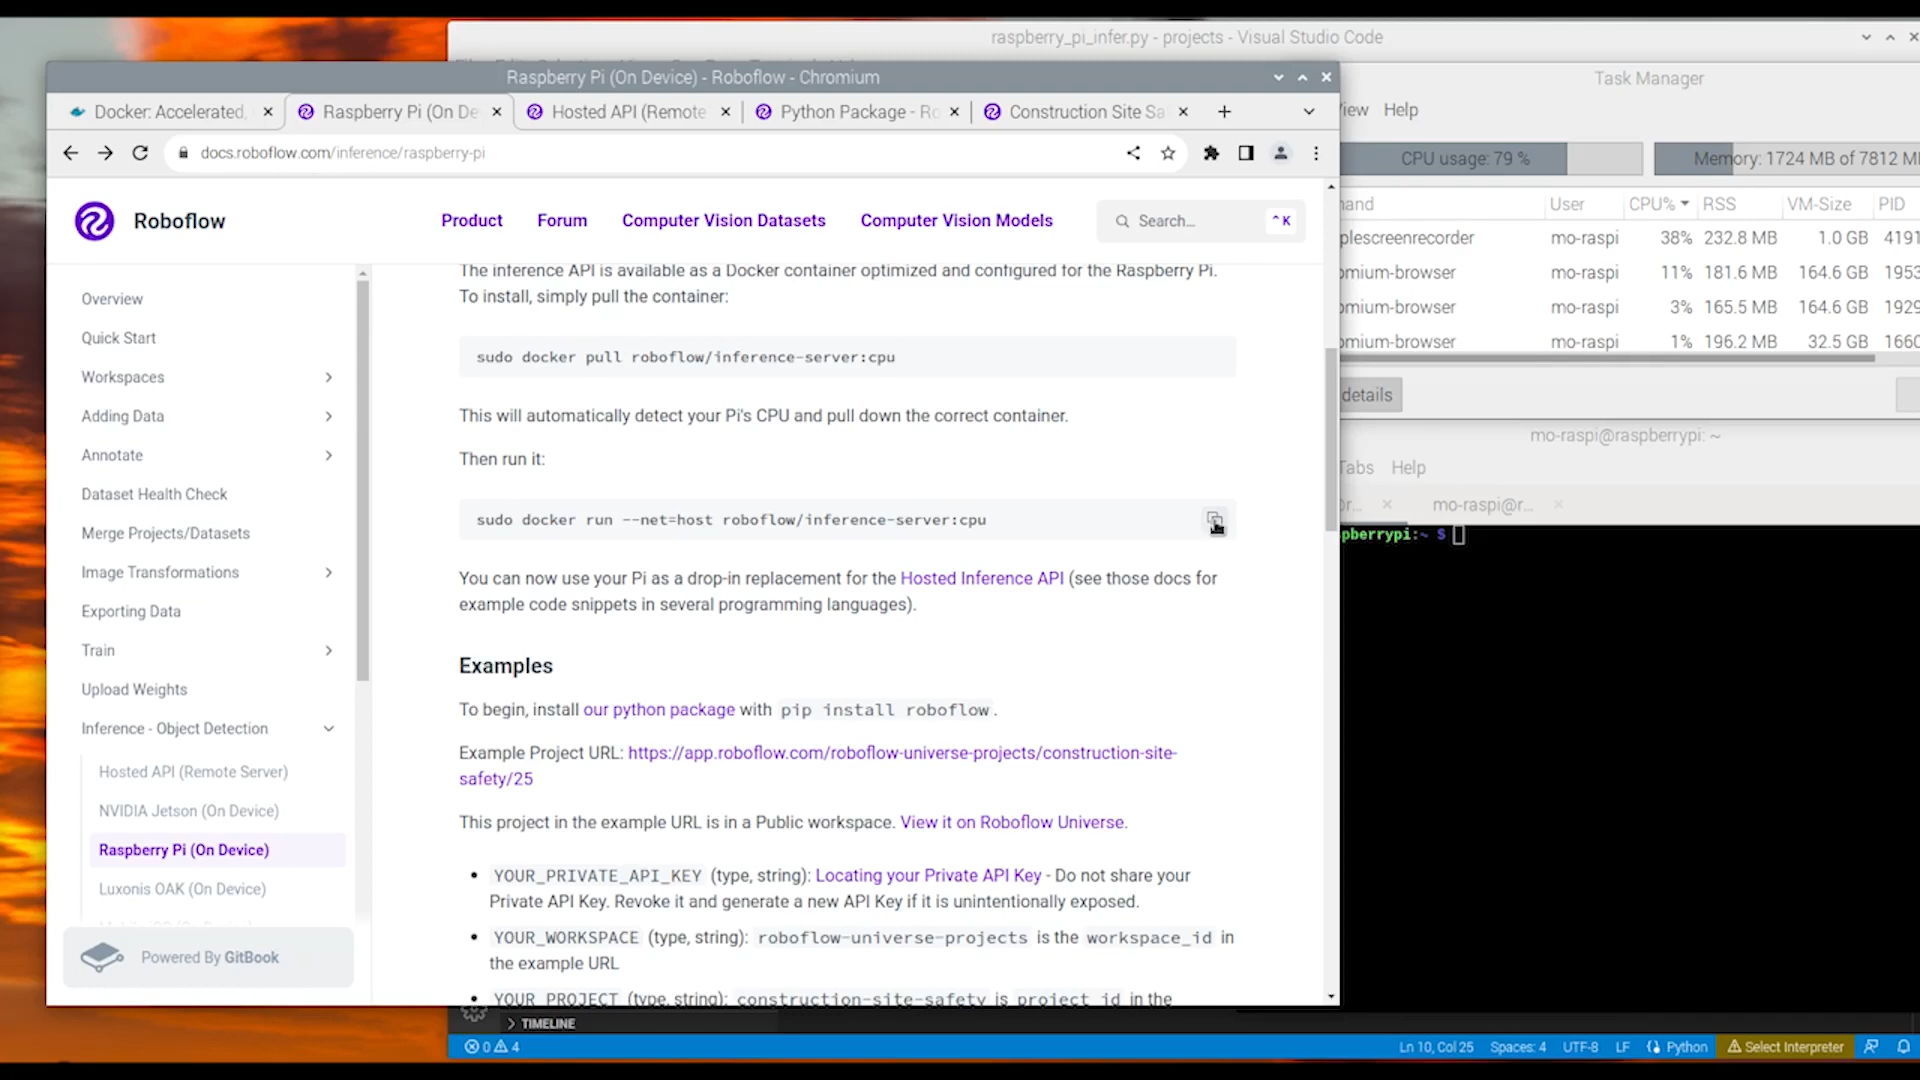 raspberry_pi_infer.py - projects - Visual Studio Code
Raspberry Pi (On Device) - Roboflow - Chromium
Task Manager
Docker: Accelerated,
Raspberry Pi (On De
Hosted API (Remote
Python Package - Ro
Construction Site Sa
View Help
docs.roboflow.com/inference/raspberry-pi
CPU usage: 79 %
Memory: 1724 MB of 7812 M
Roboflow
Product
Forum
Computer Vision Datasets
Computer Vision Models
Search...
^ K
mand User CPU% RSS VM-Size PID
plescreenrecorder mo-raspi 38% 232.8 MB 1.0 GB 4191
omium-browser mo-raspi 11% 181.6 MB 164.6 GB 1953
omium-browser mo-raspi 3% 165.5 MB 164.6 GB 1929
omium-browser mo-raspi 1% 196.2 MB 32.5 GB 1660
details
mo-raspi@raspberrypi: ~
Tabs Help
mo-raspi@r...
pberrypi:~ $
Overview
Quick Start
Workspaces
Adding Data
Annotate
Dataset Health Check
Merge Projects/Datasets
Image Transformations
Exporting Data
Train
Upload Weights
Inference - Object Detection
Hosted API (Remote Server)
NVIDIA Jetson (On Device)
Raspberry Pi (On Device)
Luxonis OAK (On Device)
Powered By GitBook
The inference API is available as a Docker container optimized and configured for the Raspberry Pi.
To install, simply pull the container:
sudo docker pull roboflow/inference-server:cpu
This will automatically detect your Pi's CPU and pull down the correct container.
Then run it:
sudo docker run --net=host roboflow/inference-server:cpu
You can now use your Pi as a drop-in replacement for the Hosted Inference API (see those docs for
example code snippets in several programming languages).
Examples
To begin, install our python package with pip install roboflow.
Example Project URL: https://app.roboflow.com/roboflow-universe-projects/construction-site-
safety/25
This project in the example URL is in a Public workspace. View it on Roboflow Universe.
• YOUR_PRIVATE_API_KEY (type, string): Locating your Private API Key - Do not share your
Private API Key. Revoke it and generate a new API Key if it is unintentionally exposed.
• YOUR_WORKSPACE (type, string): roboflow-universe-projects is the workspace_id in
the example URL
• YOUR_PROJECT (type, string): construction-site-safety is project_id in the
TIMELINE
0 4
Ln 10, Col 25 Spaces: 4 UTF-8 LF Python Select Interpreter